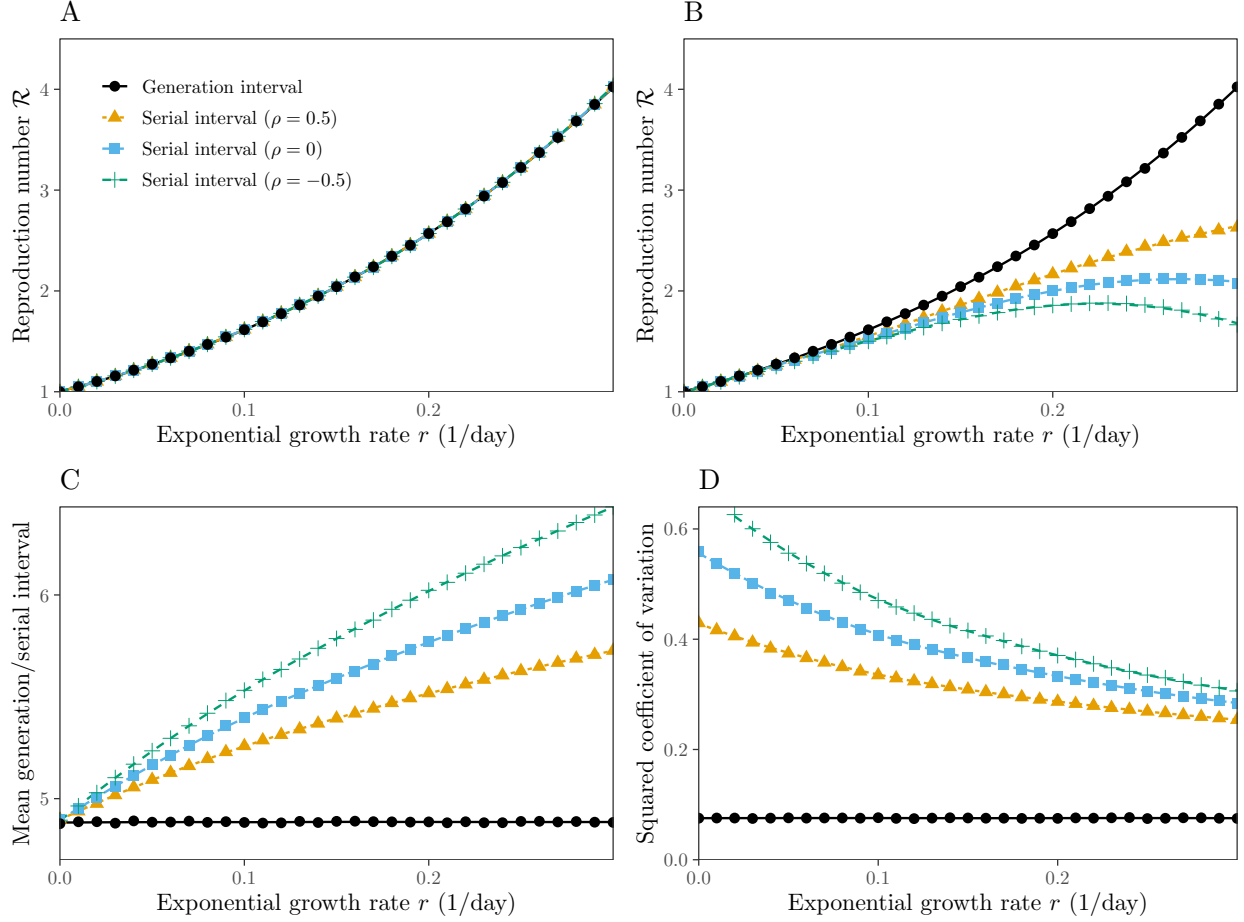 A
Reproduction number ℛ
4
3
2
1
Generation interval
Serial interval (ρ = 0.5)
Serial interval (ρ = 0)
Serial interval (ρ = −0.5)
0.0 0.1 0.2
Exponential growth rate r (1/day)
B
Reproduction number ℛ
4
3
2
1
0.0 0.1 0.2
Exponential growth rate r (1/day)
C
Mean generation/serial interval
6
5
0.0 0.1 0.2
Exponential growth rate r (1/day)
D
Squared coefficient of variation
0.6
0.4
0.2
0.0
0.0 0.1 0.2
Exponential growth rate r (1/day)